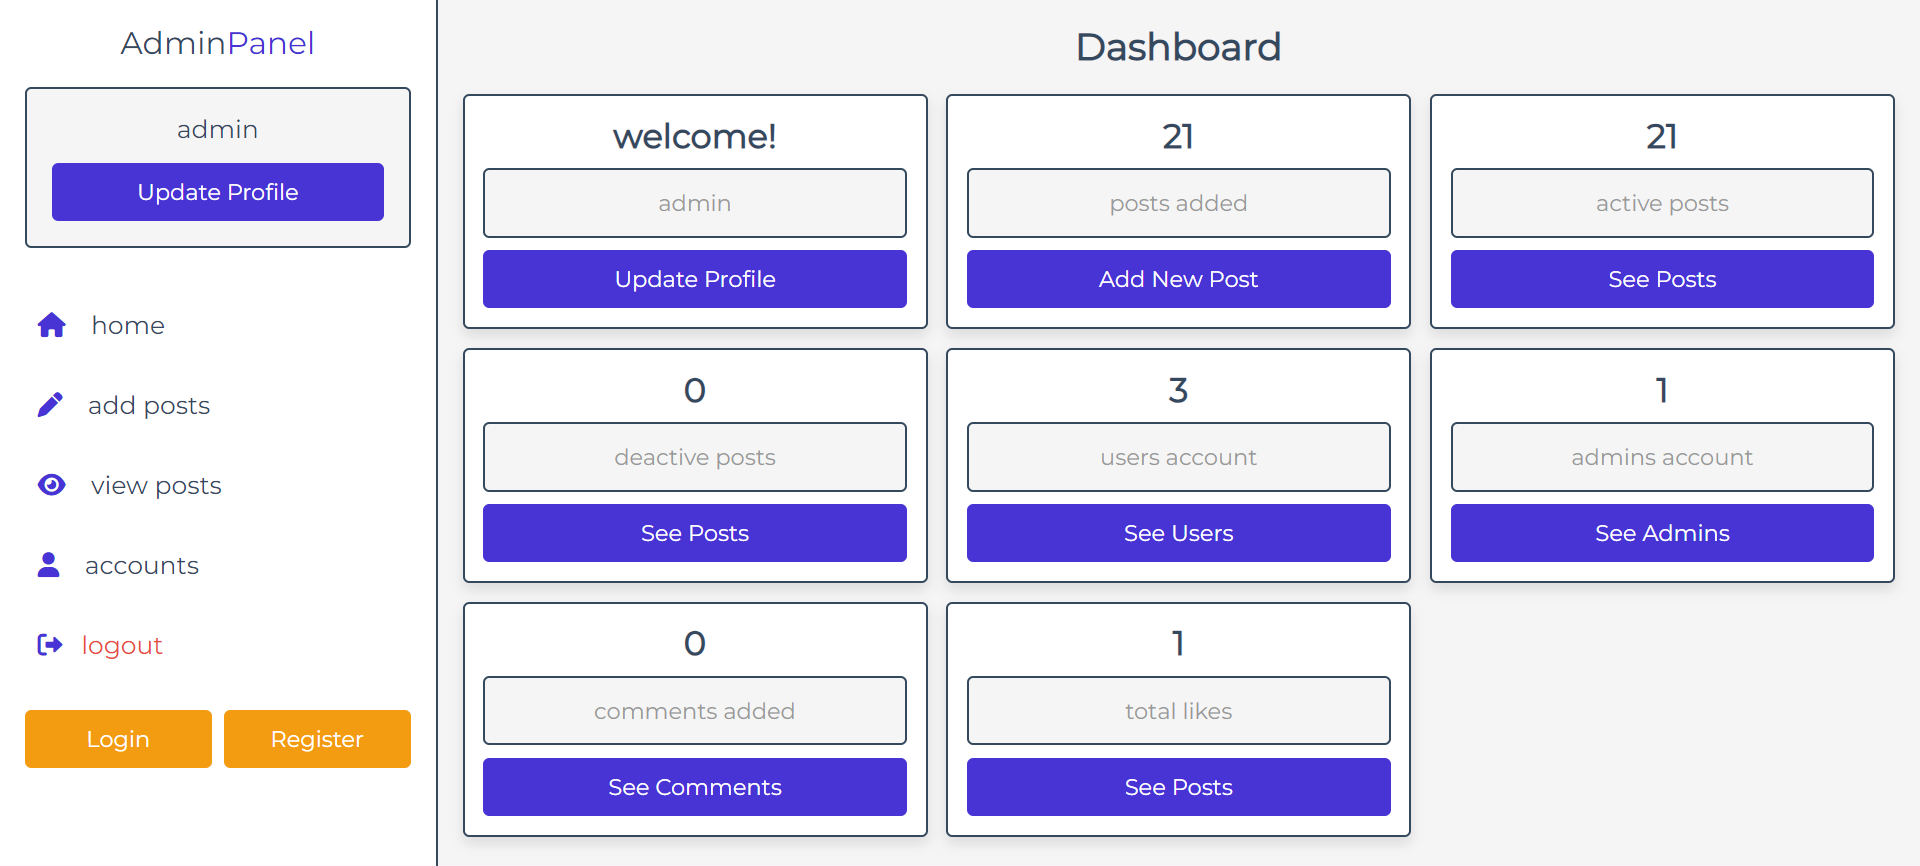 AdminPanel
admin
Update Profile
home
add posts
view posts
accounts
logout
Login
Register
Dashboard
welcome!
admin
Update Profile
21
posts added
Add New Post
21
active posts
See Posts
0
deactive posts
See Posts
3
users account
See Users
1
admins account
See Admins
0
comments added
See Comments
1
total likes
See Posts